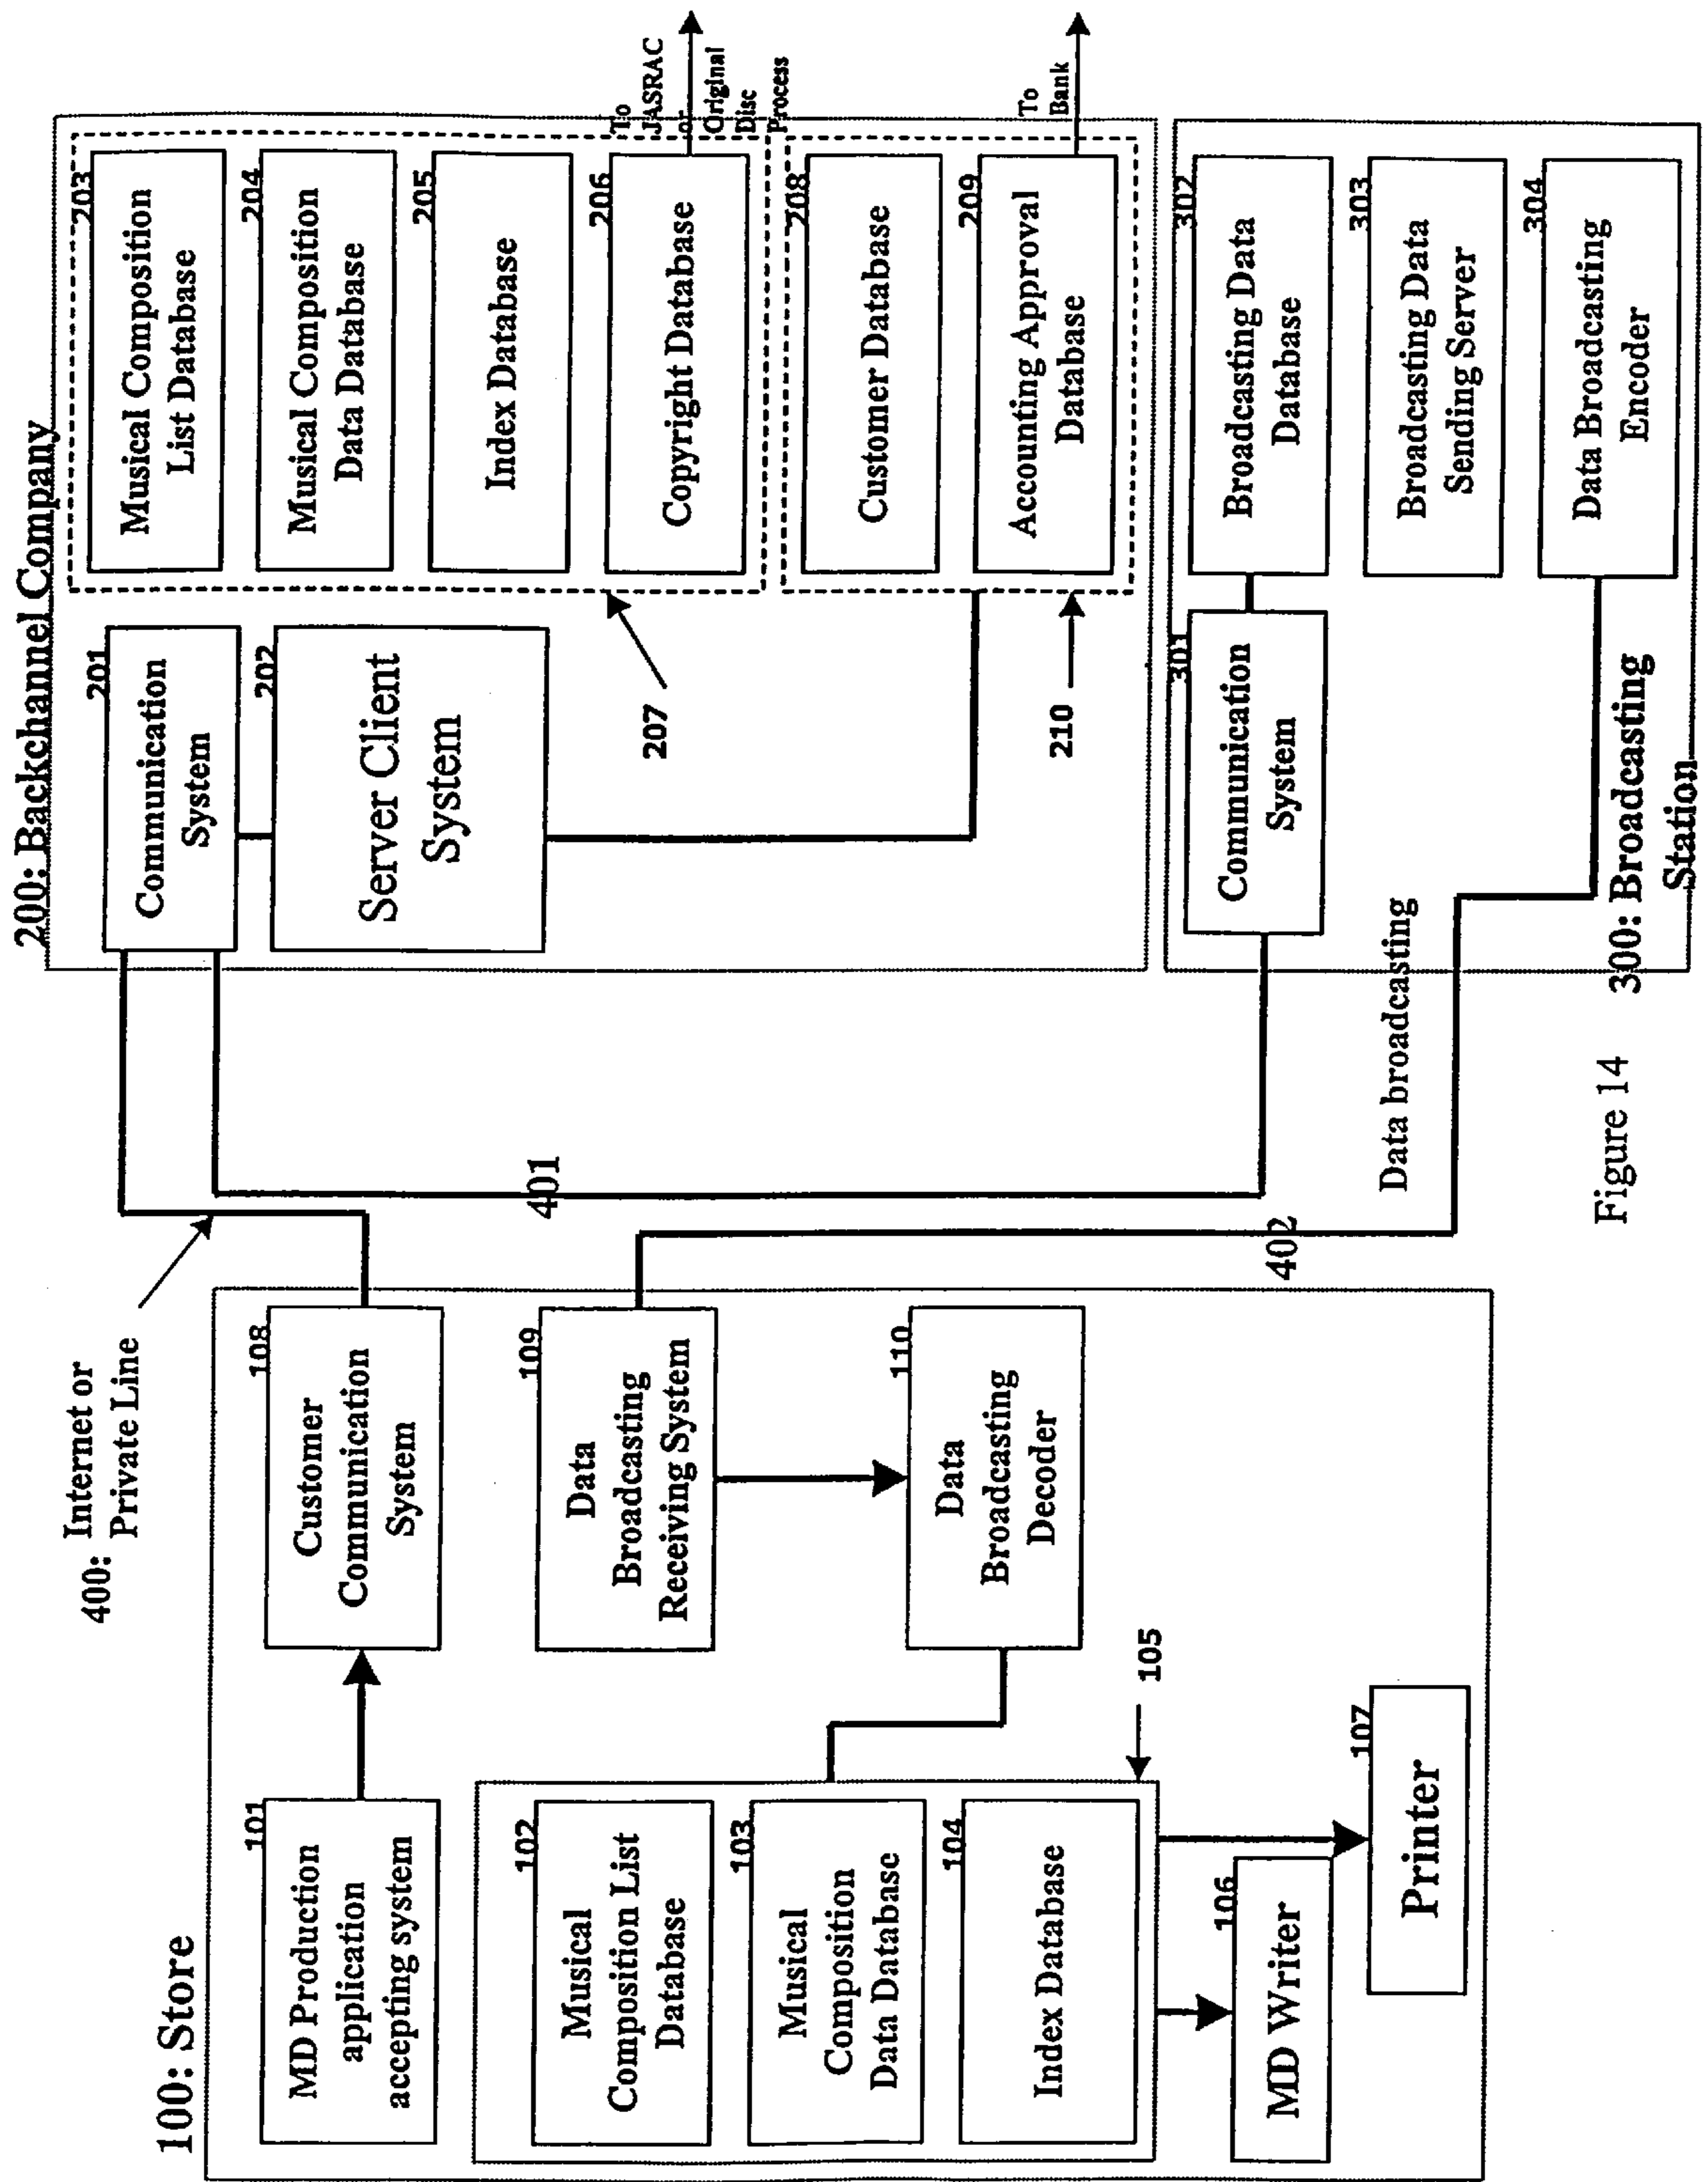 200: Backchannel Company
201
Communication
System
202
Server Client
System
203
Musical Composition
List Database
204
Musical Composition
Data Database
205
Index Database
206
Copyright Database
To
JASRAC
or
Original
Disc
Process
207
208
Customer Database
209
Accounting Approval
Database
To
Bank
210
400: Internet or
Private Line
401
402
100: Store
101
MD Production
application
accepting system
108
Customer
Communication
System
102
Musical
Composition List
Database
103
Musical
Composition
Data Database
104
Index Database
105
109
Data
Broadcasting
Receiving System
110
Data
Broadcasting
Decoder
106
MD Writer
107
Printer
301
Communication
System
302
Broadcasting Data
Database
303
Broadcasting Data
Sending Server
304
Data Broadcasting
Encoder
Data broadcasting
300: Broadcasting
Station
Figure 14